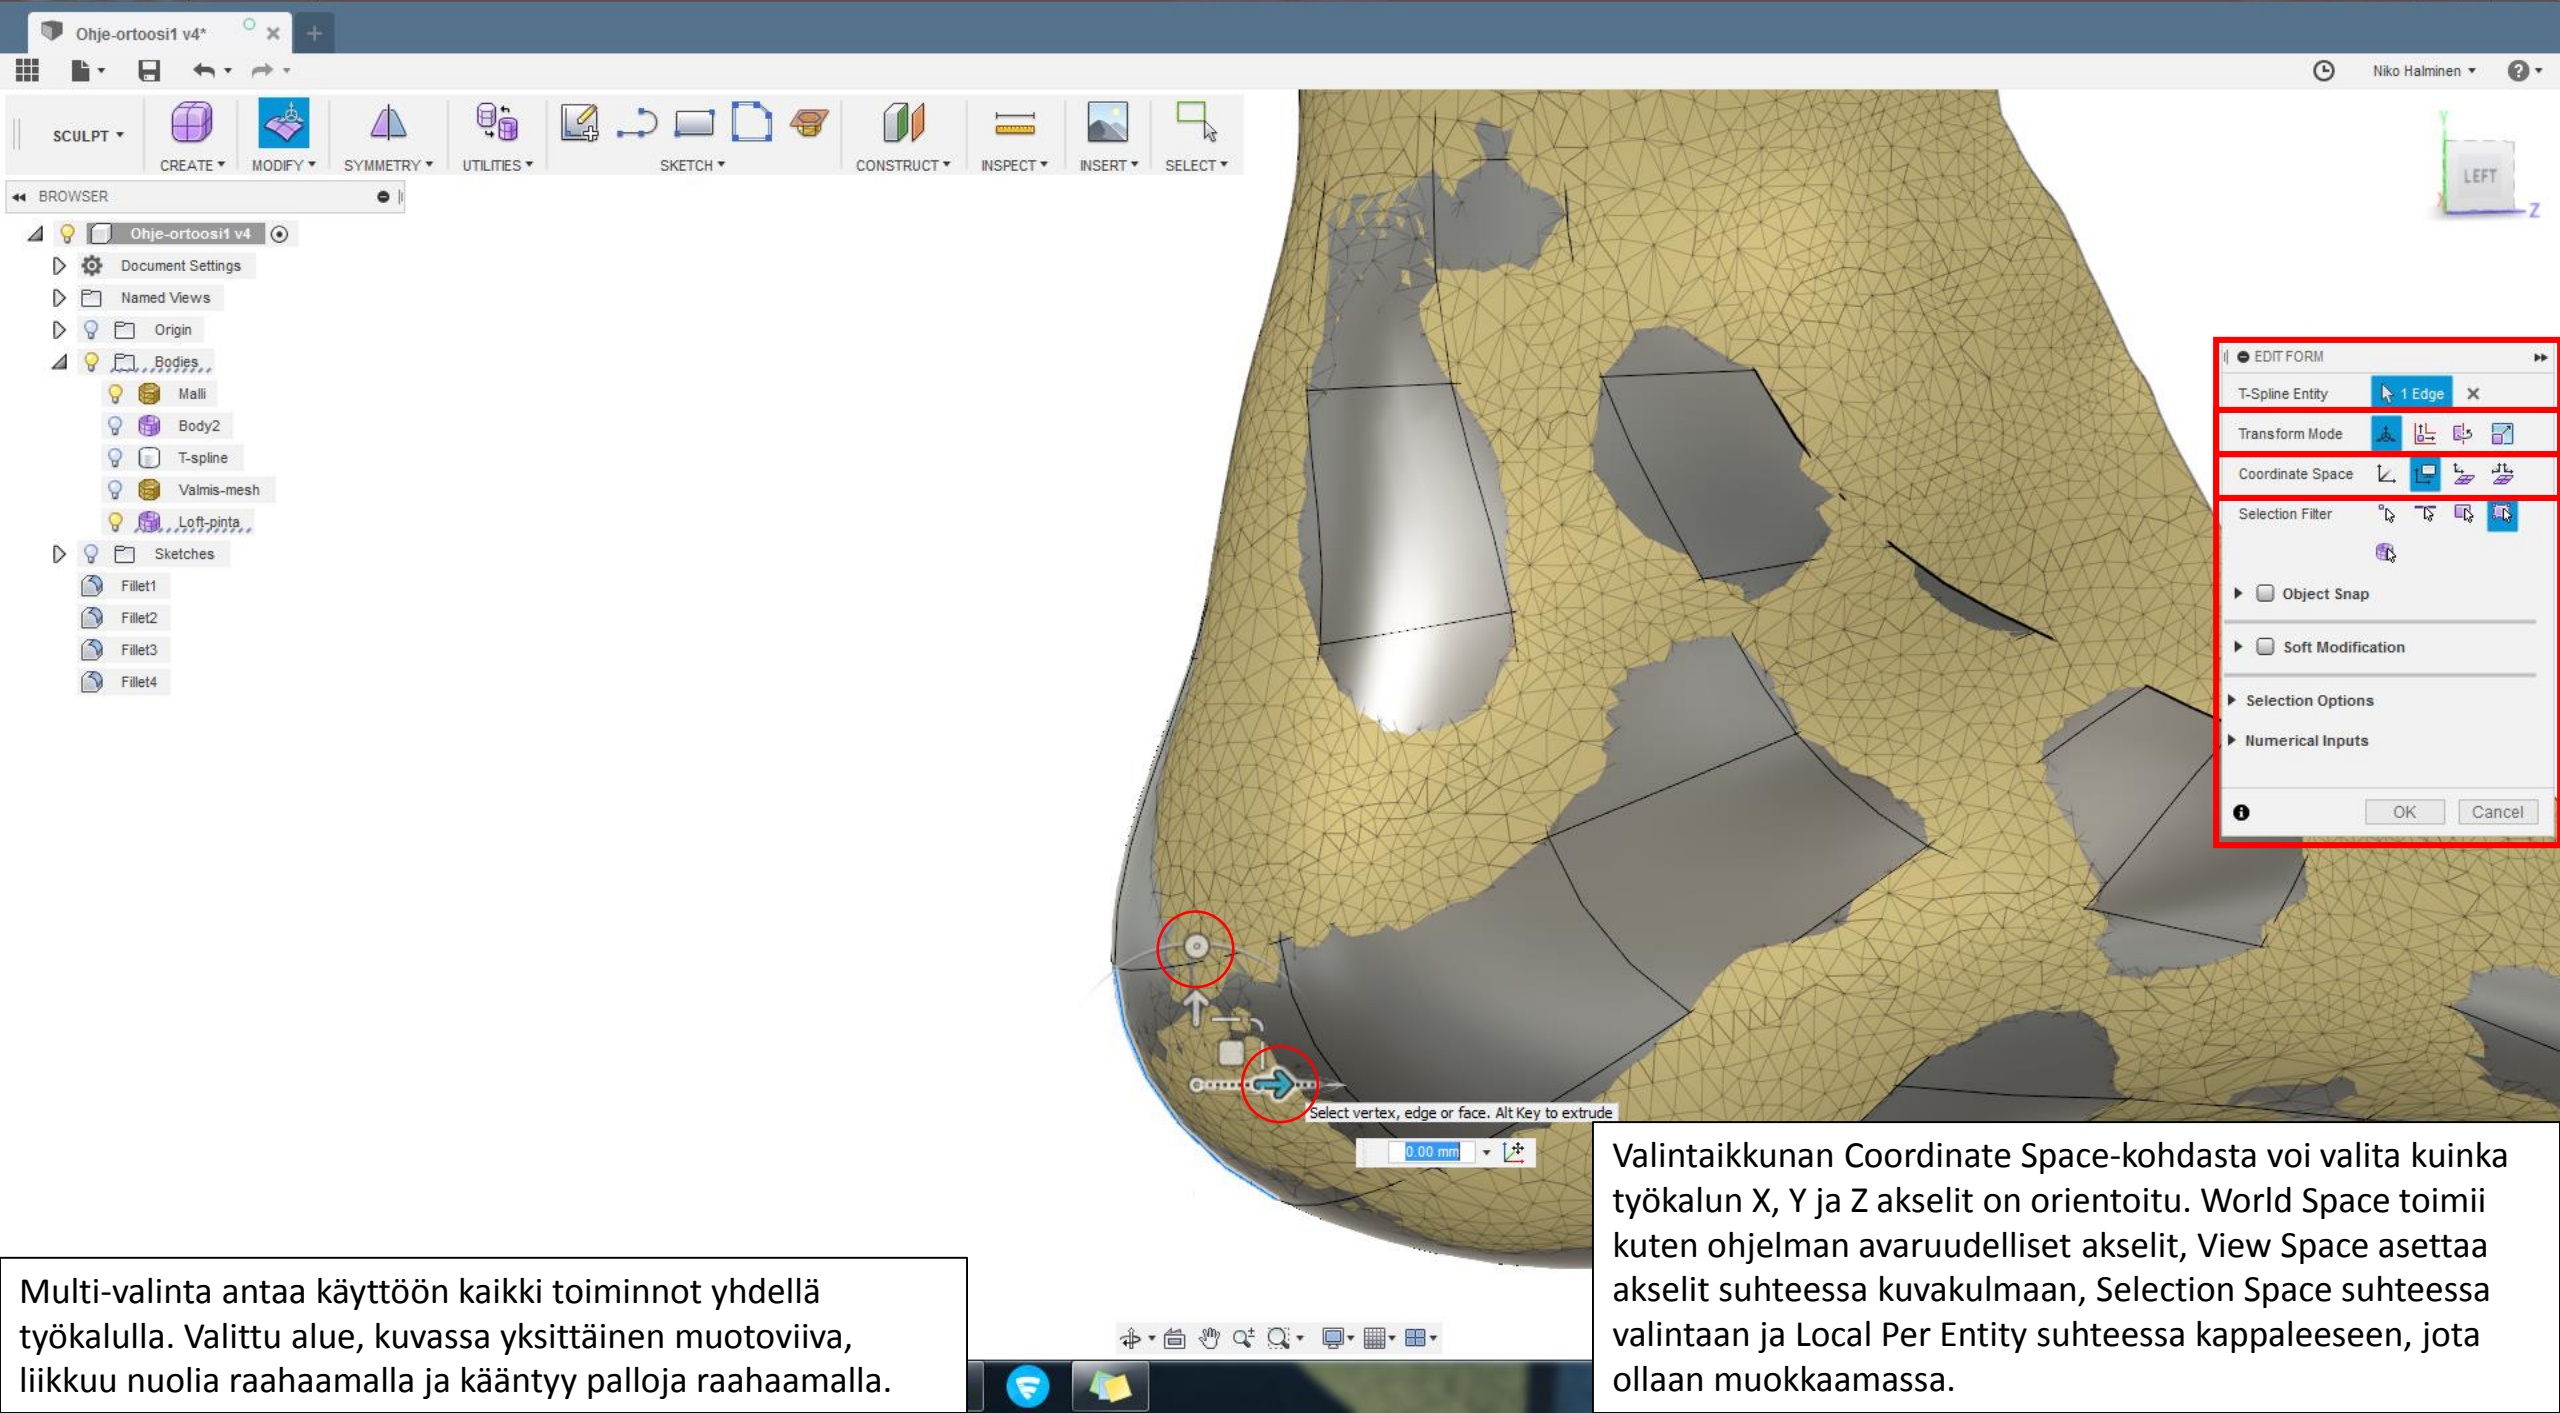 Ohje-ortoosi1 v4*
Niko Halminen
SCULPT
CREATE
MODIFY
SYMMETRY
UTILITIES
SKETCH
CONSTRUCT
INSPECT
INSERT
SELECT
BROWSER
Ohje-ortoosi1 v4
Document Settings
Named Views
Origin
Bodies
Malli
Body2
T-spline
Valmis-mesh
Loft-pinta
Sketches
Fillet1
Fillet2
Fillet3
Fillet4
Y
LEFT
X
Z
EDIT FORM
T-Spline Entity 1 Edge
Transform Mode
Coordinate Space
Selection Filter
Object Snap
Soft Modification
Selection Options
Numerical Inputs
OK Cancel
Select vertex, edge or face. Alt Key to extrude
0.00 mm
Multi-valinta antaa käyttöön kaikki toiminnot yhdellä
työkalulla. Valittu alue, kuvassa yksittäinen muotoviiva,
liikkuu nuolia raahaamalla ja kääntyy palloja raahaamalla.
Valintaikkunan Coordinate Space-kohdasta voi valita kuinka
työkalun X, Y ja Z akselit on orientoitu. World Space toimii
kuten ohjelman avaruudelliset akselit, View Space asettaa
akselit suhteessa kuvakulmaan, Selection Space suhteessa
valintaan ja Local Per Entity suhteessa kappaleeseen, jota
ollaan muokkaamassa.